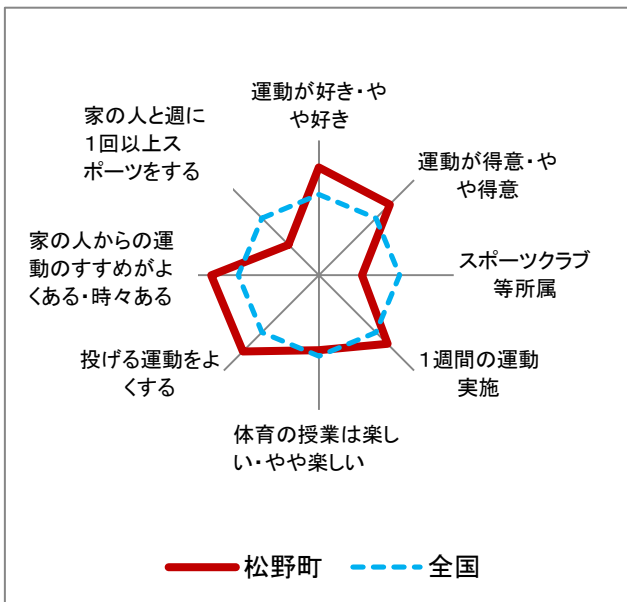 運動が好き・や
や好き
運動が得意・や
や得意
スポーツクラブ
等所属
1週間の運動
実施
体育の授業は楽し
い・やや楽しい
投げる運動をよ
くする
家の人からの運
動のすすめがよ
くある・時々ある
家の人と週に
1回以上ス
ポーツをする
松野町
全国